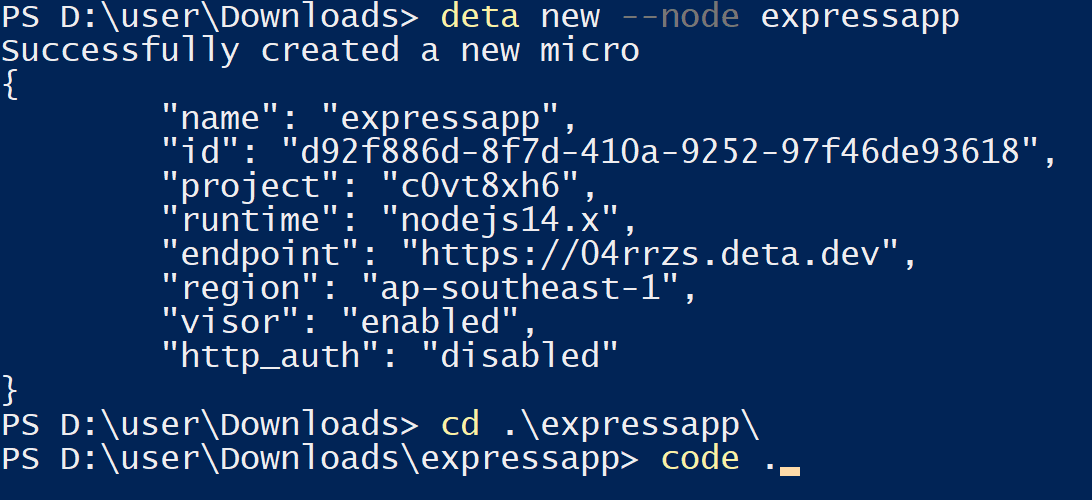 PS D:\user\Downloads> deta new --node expressapp
Successfully created a new micro
{
        "name": "expressapp",
        "id": "d92f886d-8f7d-410a-9252-97f46de93618",
        "project": "c0vt8xh6",
        "runtime": "nodejs14.x",
        "endpoint": "https://04rrzs.deta.dev",
        "region": "ap-southeast-1",
        "visor": "enabled",
        "http_auth": "disabled"
}
PS D:\user\Downloads> cd .\expressapp\
PS D:\user\Downloads\expressapp> code .